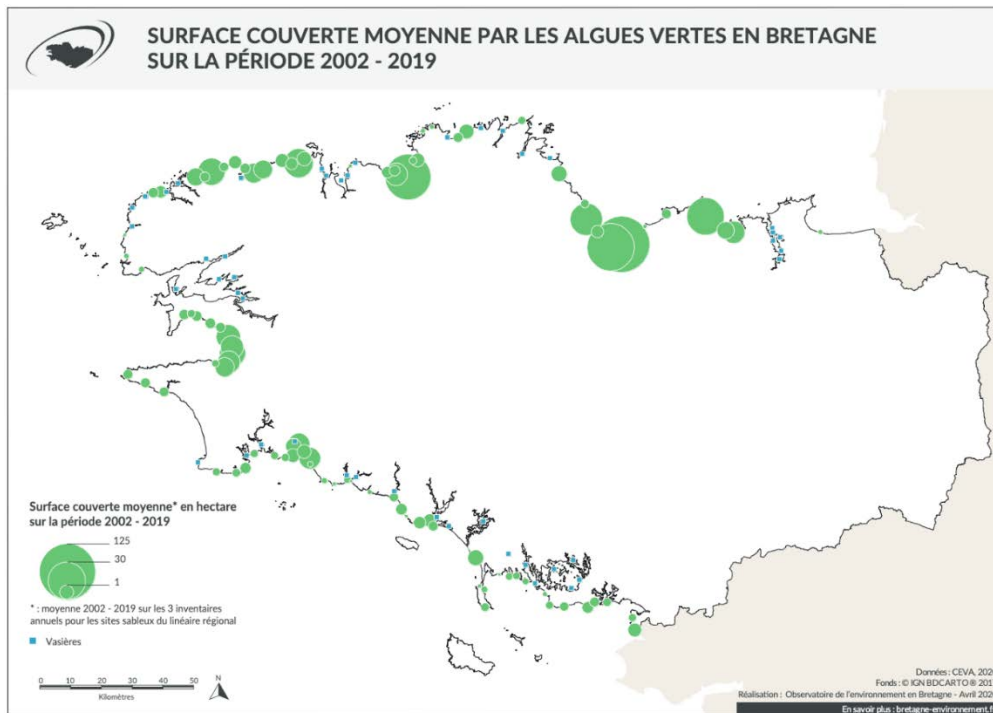 SURFACE COUVERTE MOYENNE PAR LES ALGUES VERTES EN BRETAGNE
SUR LA PÉRIODE 2002 - 2019
Surface couverte moyenne* en hectare
sur la période 2002 - 2019
125
30
1
* : moyenne 2002 - 2019 sur les 3 inventaires
annuels pour les sites sableux du linéaire régional
Vasières
0 10 20 30 40 50
Kilomètres
N
Données : CEVA, 202
Fonds : © IGN BDCARTO ® 201
Réalisation : Observatoire de l'environnement en Bretagne - Avril 202
En savoir plus : bretagne-environnement.f